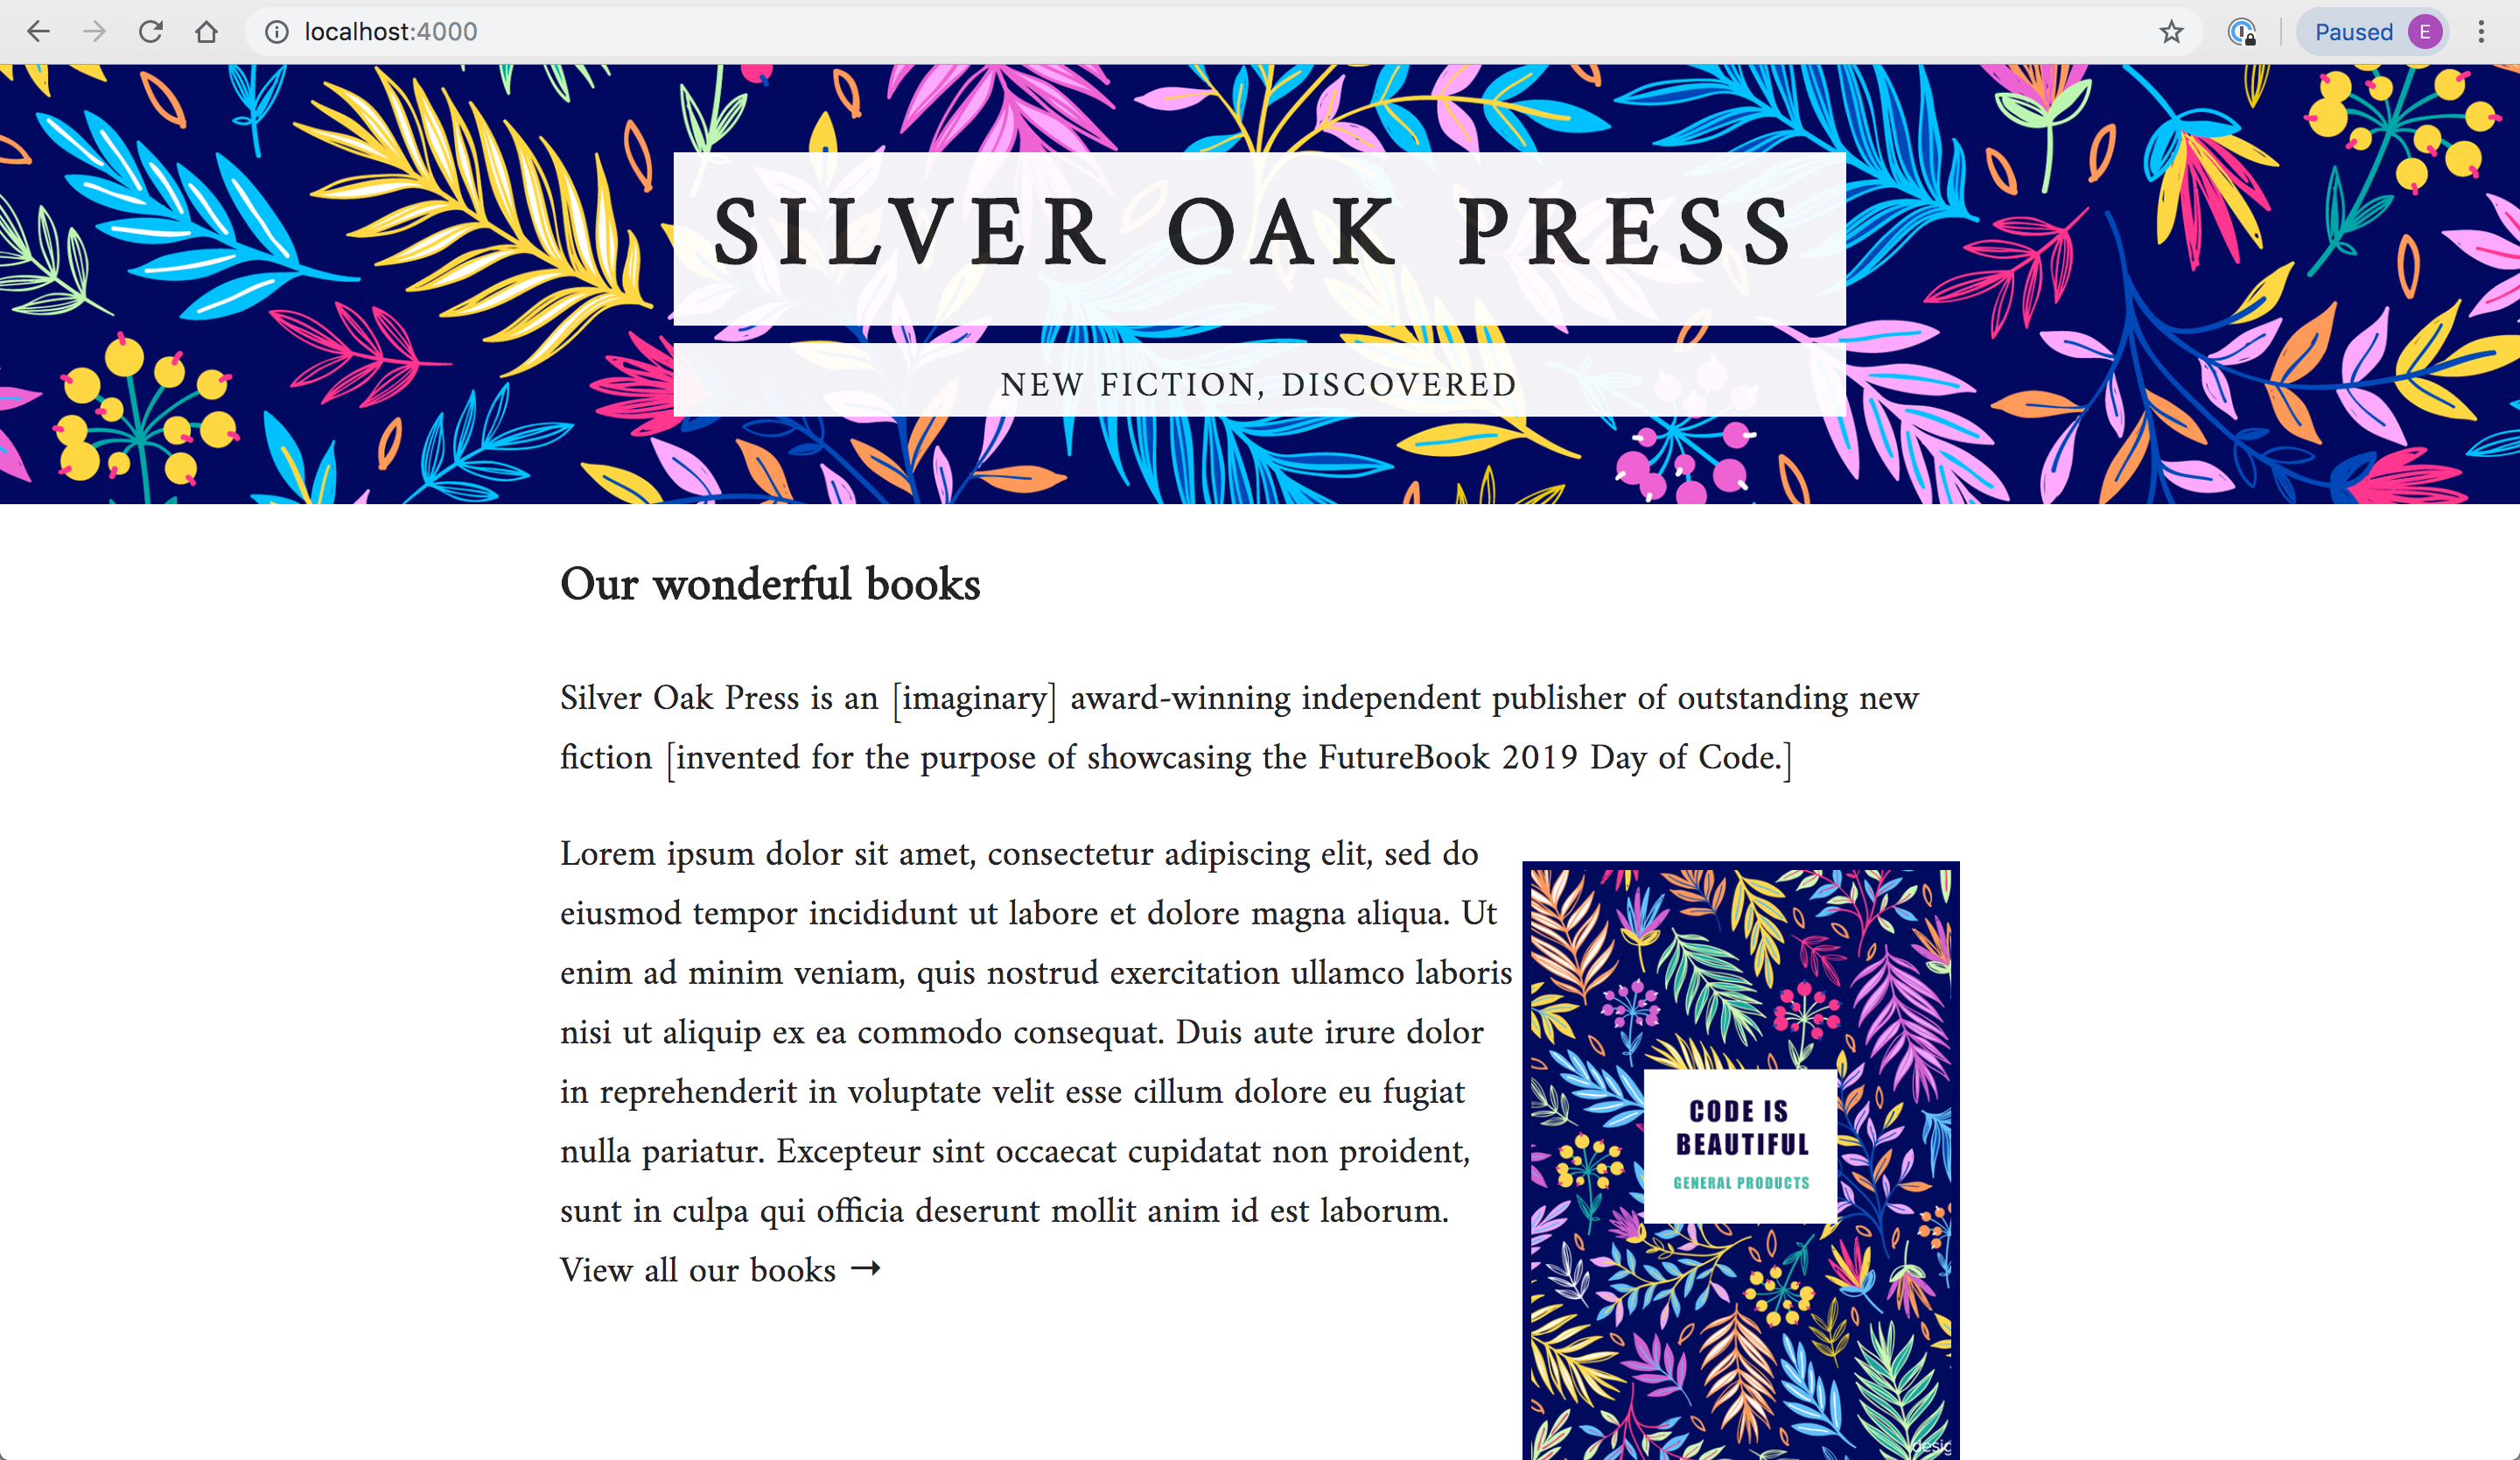 localhost:4000
Paused E
SILVER OAK PRESS
NEW FICTION, DISCOVERED
Our wonderful books
Silver Oak Press is an [imaginary] award-winning independent publisher of outstanding new
fiction [invented for the purpose of showcasing the FutureBook 2019 Day of Code.]
Lorem ipsum dolor sit amet, consectetur adipiscing elit, sed do
eiusmod tempor incididunt ut labore et dolore magna aliqua. Ut
enim ad minim veniam, quis nostrud exercitation ullamco laboris
nisi ut aliquip ex ea commodo consequat. Duis aute irure dolor
in reprehenderit in voluptate velit esse cillum dolore eu fugiat
nulla pariatur. Excepteur sint occaecat cupidatat non proident,
sunt in culpa qui officia deserunt mollit anim id est laborum.
View all our books →
CODE IS
BEAUTIFUL
GENERAL PRODUCTS